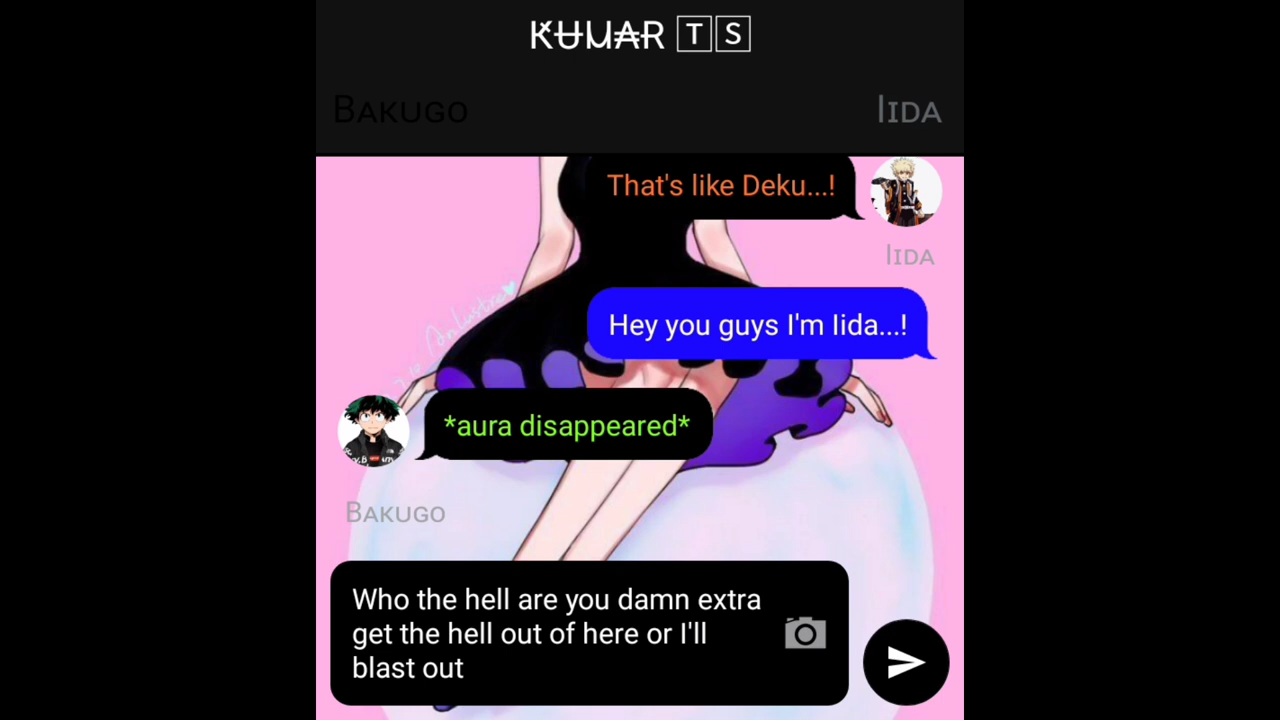 KUUAR TS
Bakugo
Iida
That's like Deku...!
Iida
Hey you guys I'm Iida...!
*aura disappeared*
Bakugo
Who the hell are you damn extra
get the hell out of here or I'll
blast out